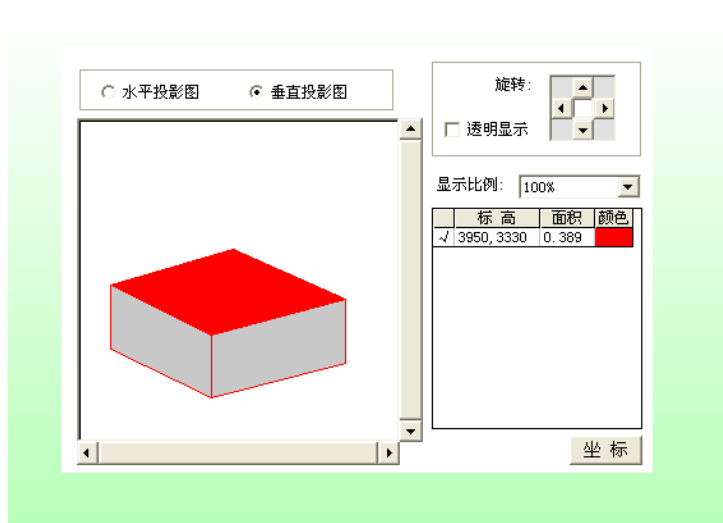 水平投影图 垂直投影图
旋转:
透明显示
显示比例: 100%
标 高 面积 颜色
√ 3950,3330 0.389
坐 标